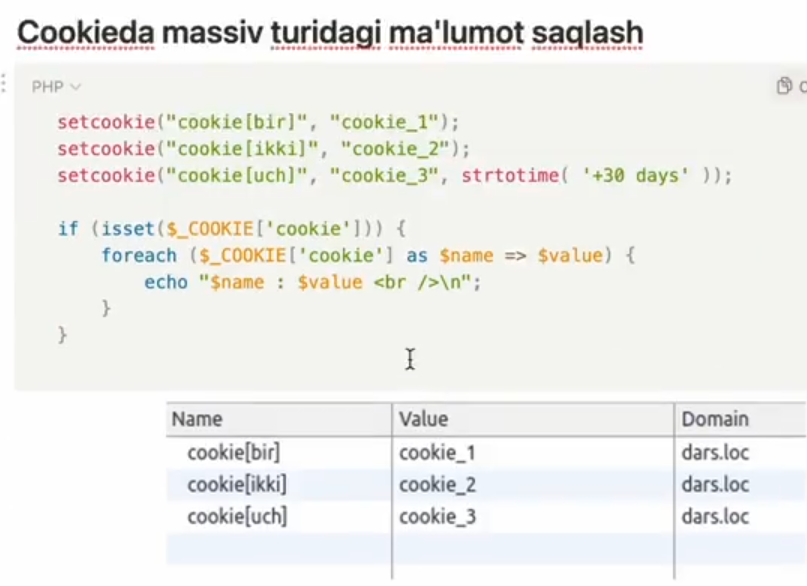 Cookieda massiv turidagi ma'lumot saqlash
PHP
setcookie("cookie[bir]", "cookie_1");
setcookie("cookie[ikki]", "cookie_2");
setcookie("cookie[uch]", "cookie_3", strtotime( '+30 days' ));
if (isset($_COOKIE['cookie'])) {
foreach ($_COOKIE['cookie'] as $name => $value) {
echo "$name : $value <br />\n";
}
}
Name Value Domain
cookie[bir] cookie_1 dars.loc
cookie[ikki] cookie_2 dars.loc
cookie[uch] cookie_3 dars.loc